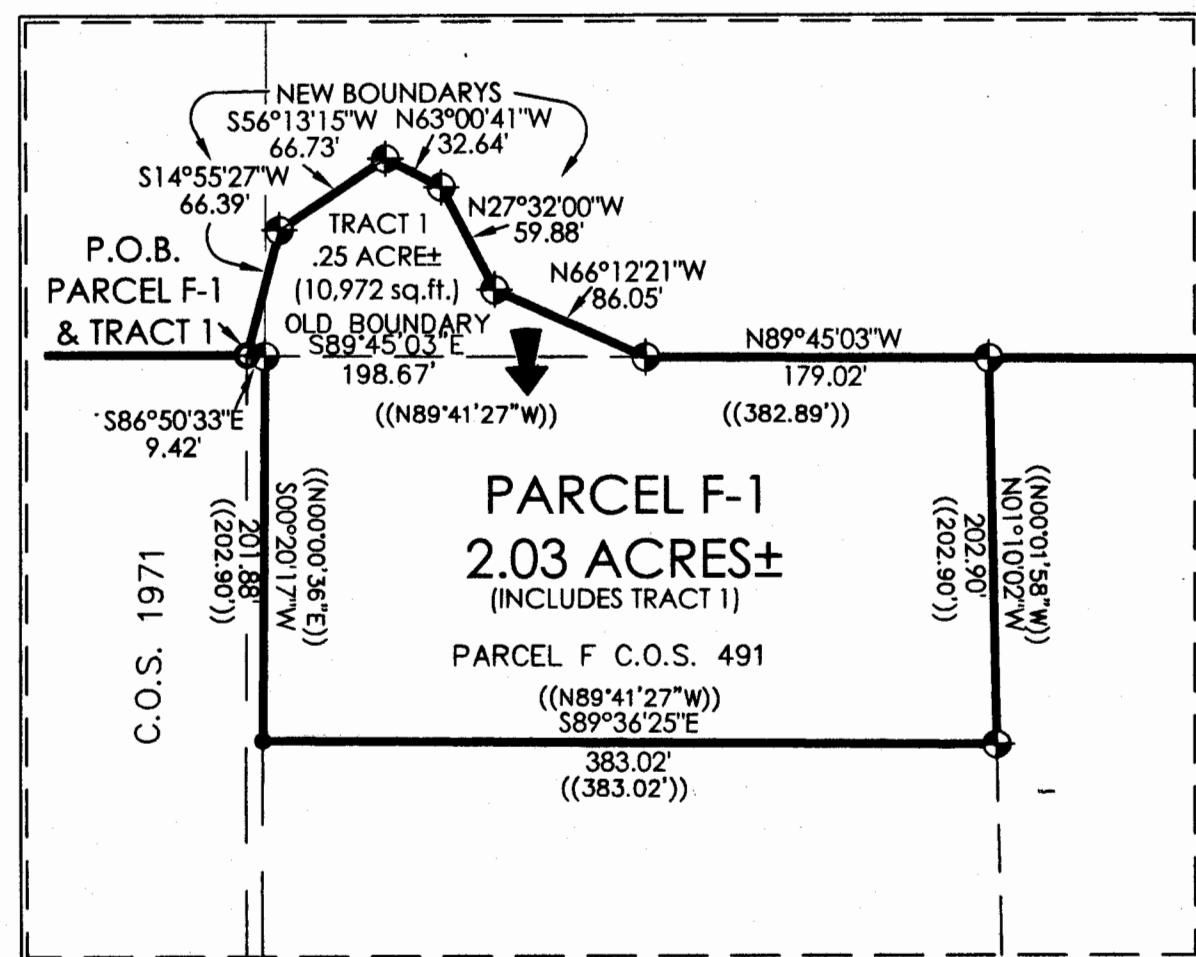 NEW BOUNDARYS
S56°13'15"W
66.73'
N63°00'41"W
32.64'
S14°55'27"W
66.39'
N27°32'00"W
59.88'
TRACT 1
.25 ACRE±
(10,972 sq.ft.)
P.O.B.
PARCEL F-1
& TRACT 1
N66°12'21"W
86.05'
OLD BOUNDARY
S89°45'03"E
198.67'
((N89°41'27"W))
N89°45'03"W
179.02'
((382.89'))
S86°50'33"E
9.42'
PARCEL F-1
2.03 ACRES±
(INCLUDES TRACT 1)
PARCEL F C.O.S. 491
((N00°00'36"E))
S00°20'17"W
201.88'
((202.90'))
((N00°01'58"W))
N01°10'02"W
202.90'
((202.90'))
C.O.S. 1971
((N89°41'27"W))
S89°36'25"E
383.02'
((383.02'))